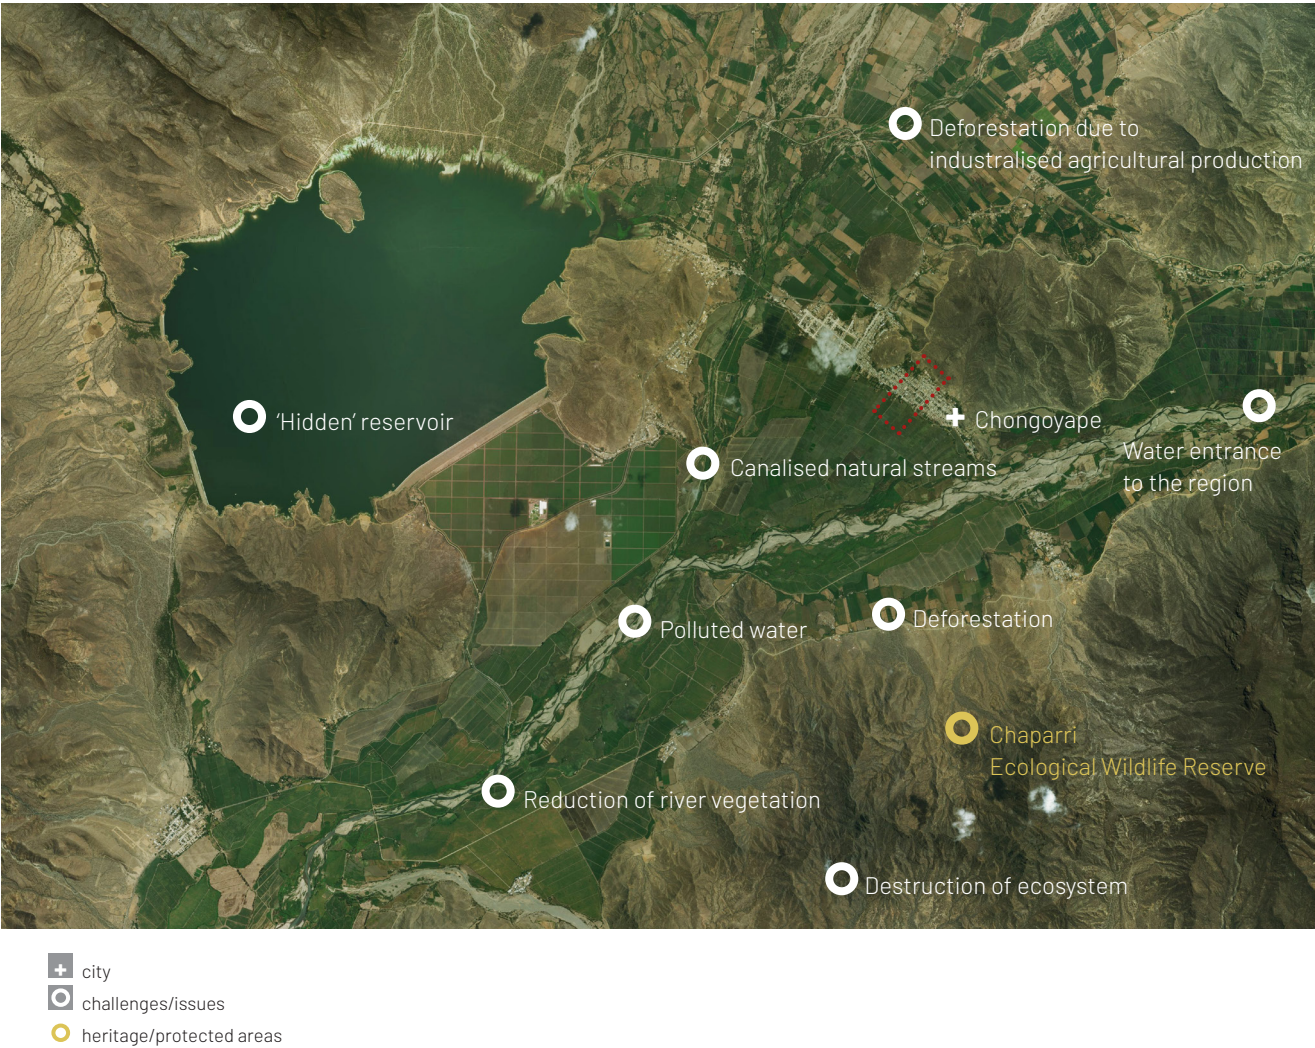 Deforestation due to
industralised agricultural production
'Hidden' reservoir
Chongoyape
Water entrance
to the region
Canalised natural streams
Polluted water
Deforestation
Chaparri
Ecological Wildlife Reserve
Reduction of river vegetation
Destruction of ecosystem
city
challenges/issues
heritage/protected areas